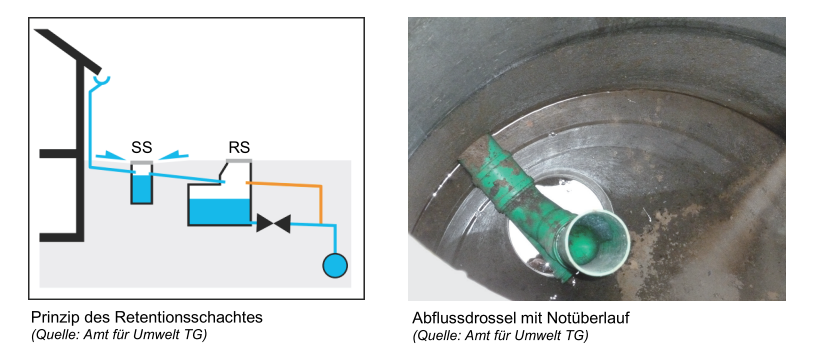 SS
RS
Prinzip des Retentionsschachtes
(Quelle: Amt für Umwelt TG)
Abflussdrossel mit Notüberlauf
(Quelle: Amt für Umwelt TG)